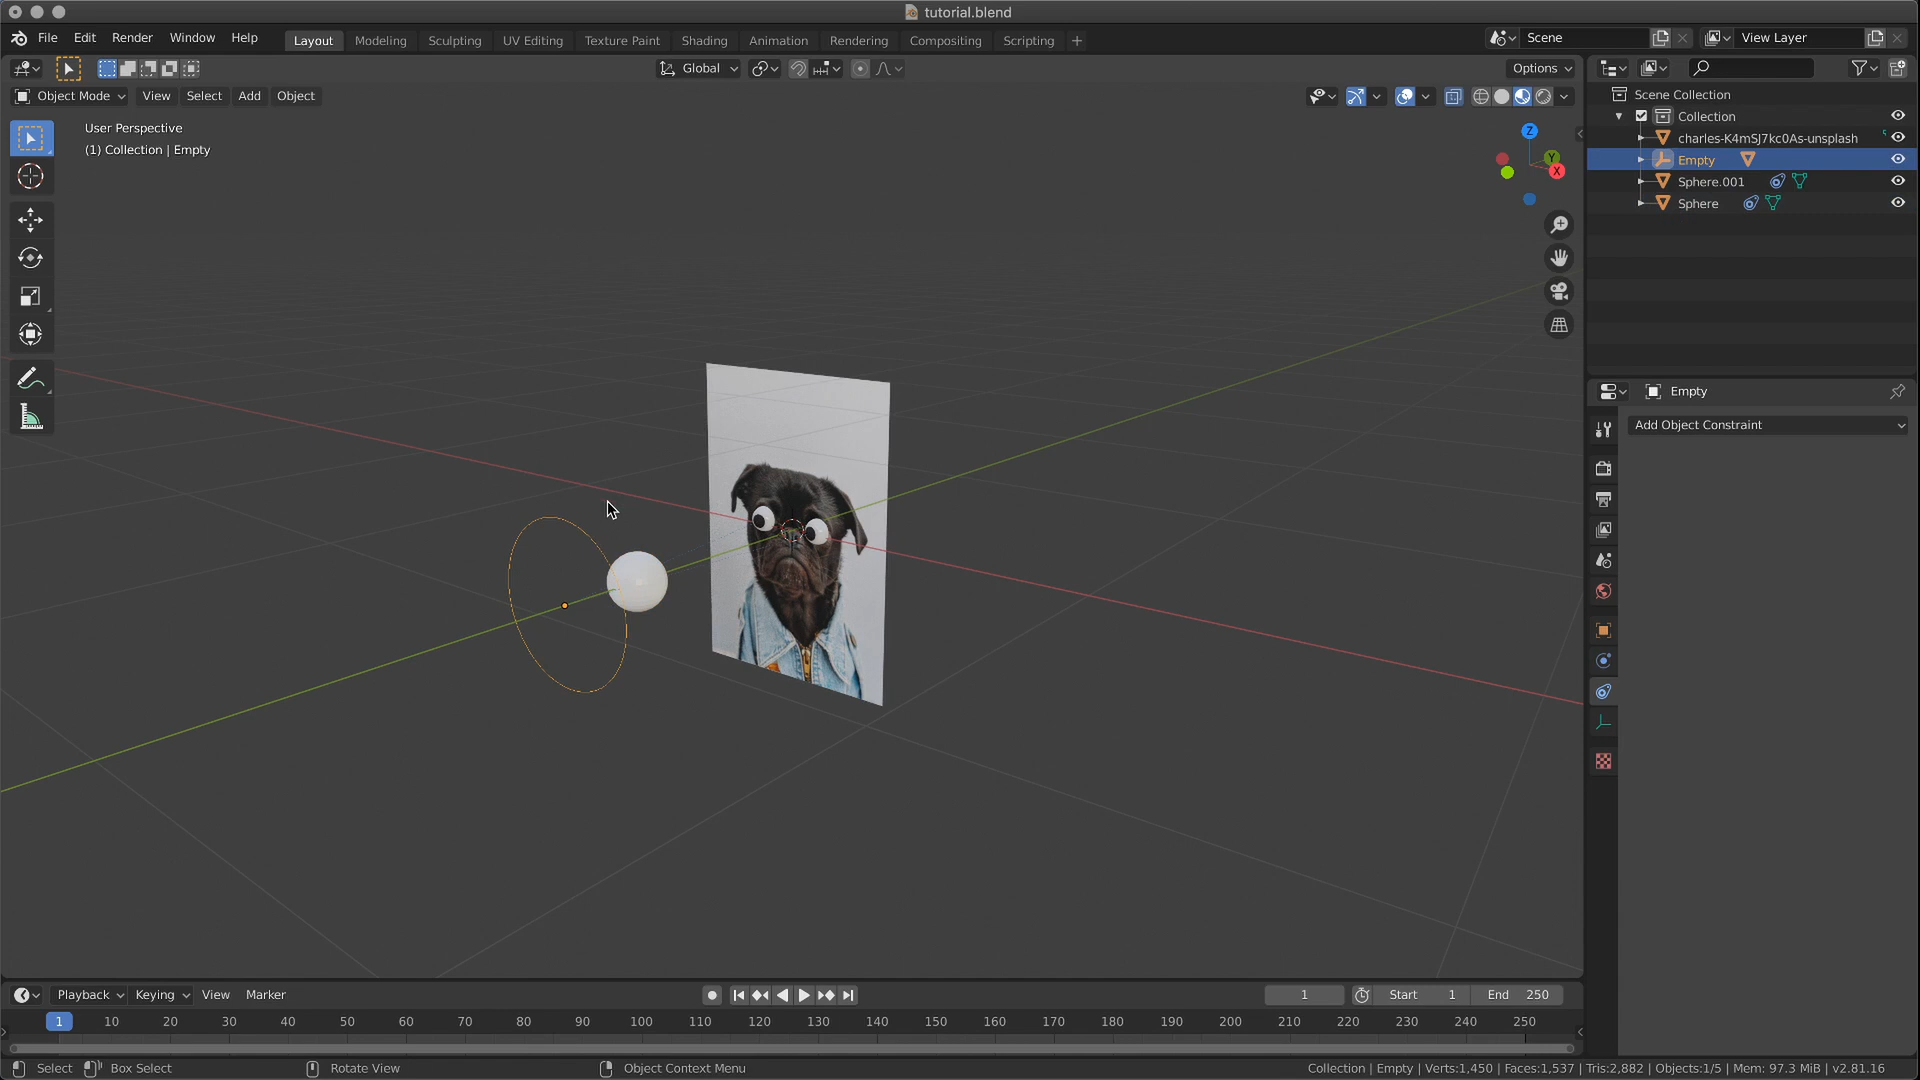 tutorial.blend
File Edit Render Window Help Layout Modeling Sculpting UV Editing Texture Paint Shading Animation Rendering Compositing Scripting + Scene View Layer
Global Options
Object Mode View Select Add Object
User Perspective
(1) Collection | Empty
Z
Y
X
Scene Collection
Collection
charles-K4mSJ7kc0As-unsplash
Empty
Sphere.001
Sphere
Empty
Add Object Constraint
Playback Keying View Marker 1 Start 1 End 250
1 10 20 30 40 50 60 70 80 90 100 110 120 130 140 150 160 170 180 190 200 210 220 230 240 250
Select Box Select Rotate View Object Context Menu Collection | Empty | Verts:1,450 | Faces:1,537 | Tris:2,882 | Objects:1/5 | Mem: 97.3 MiB | v2.81.16